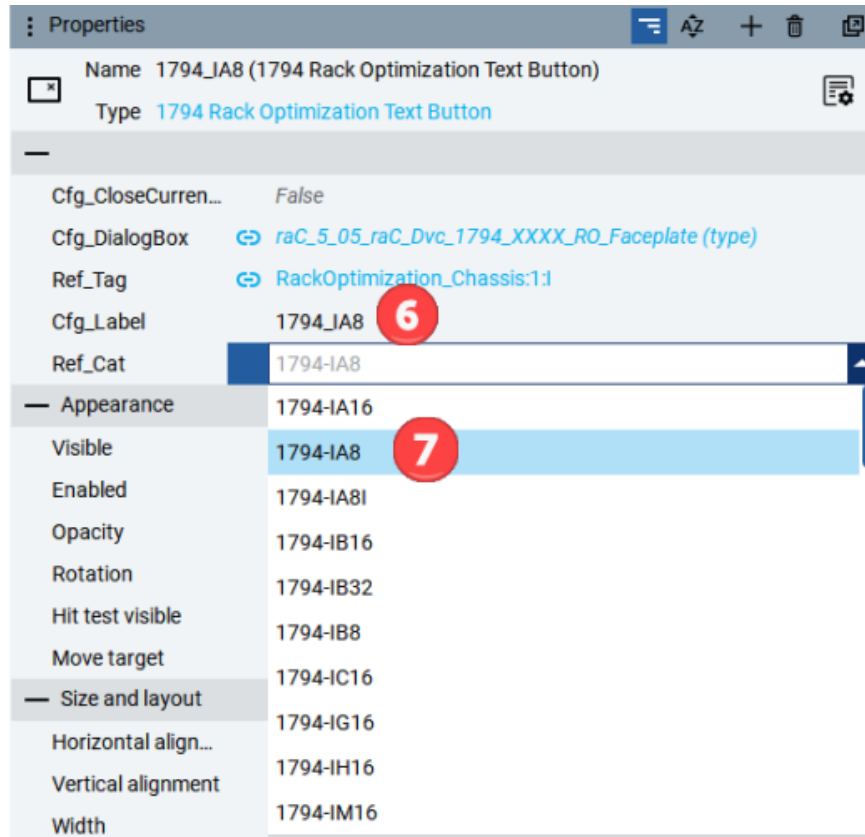 Properties
AZ
Name 1794_IA8 (1794 Rack Optimization Text Button)
Type 1794 Rack Optimization Text Button
Cfg_CloseCurren... False
Cfg_DialogBox raC_5_05_raC_Dvc_1794_XXXX_RO_Faceplate (type)
Ref_Tag RackOptimization_Chassis:1:I
Cfg_Label 1794_IA8 6
Ref_Cat 1794-IA8
Appearance 1794-IA16
Visible 1794-IA8 7
Enabled 1794-IA8I
Opacity 1794-IB16
Rotation 1794-IB32
Hit test visible 1794-IB8
Move target 1794-IC16
Size and layout 1794-IG16
Horizontal align... 1794-IH16
Vertical alignment 1794-IM16
Width